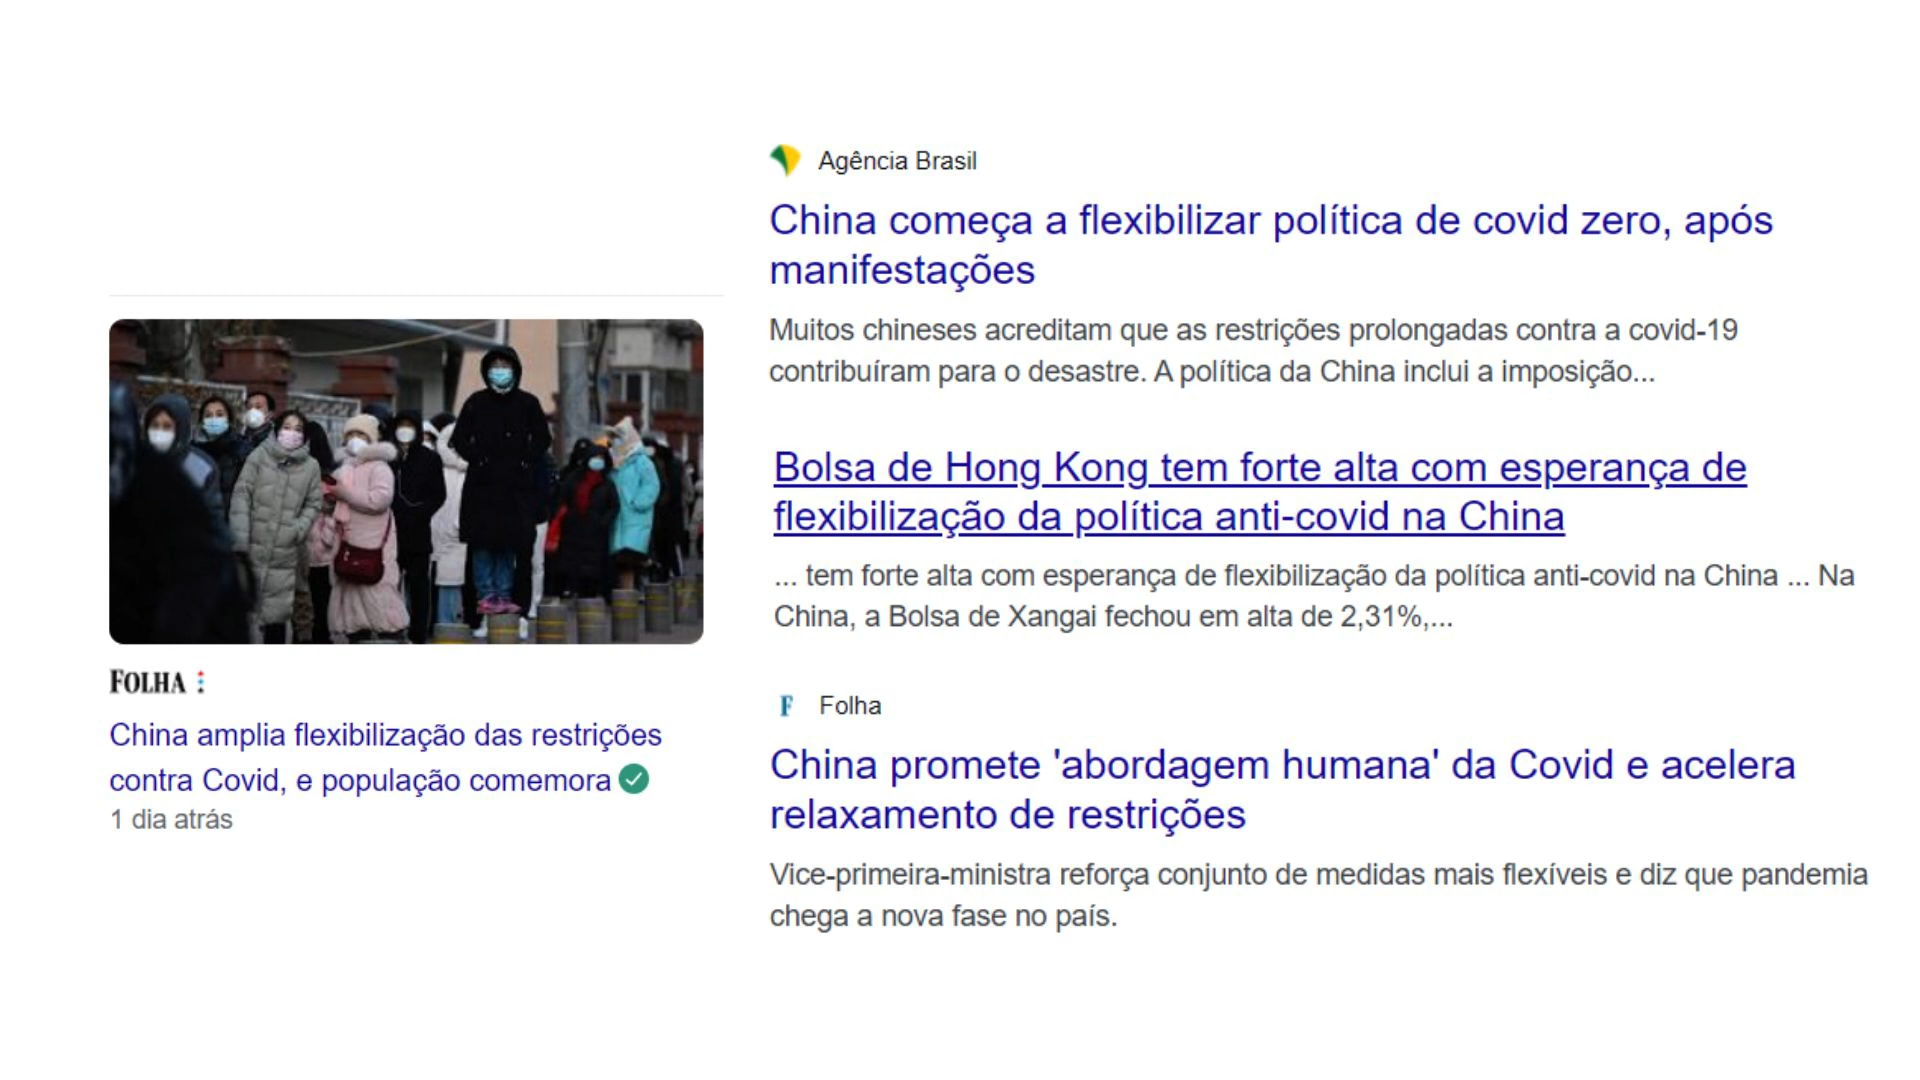 FOLHA
China amplia flexibilização das restrições
contra Covid, e população comemora
1 dia atrás
Agência Brasil
China começa a flexibilizar política de covid zero, após
manifestações
Muitos chineses acreditam que as restrições prolongadas contra a covid-19
contribuíram para o desastre. A política da China inclui a imposição...
Bolsa de Hong Kong tem forte alta com esperança de
flexibilização da política anti-covid na China
... tem forte alta com esperança de flexibilização da política anti-covid na China ... Na
China, a Bolsa de Xangai fechou em alta de 2,31%,...
F Folha
China promete 'abordagem humana' da Covid e acelera
relaxamento de restrições
Vice-primeira-ministra reforça conjunto de medidas mais flexíveis e diz que pandemia
chega a nova fase no país.